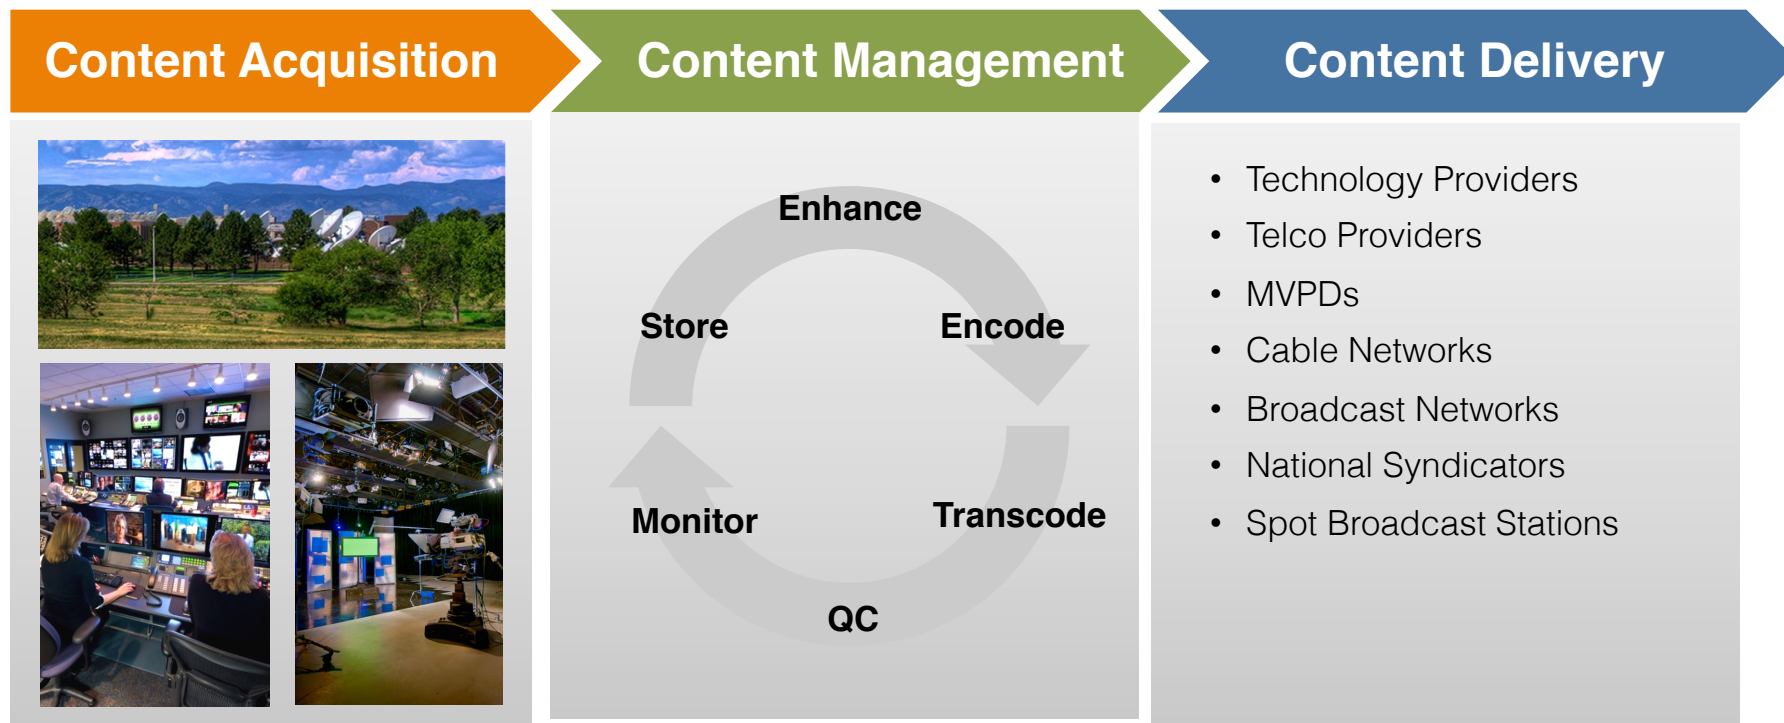 Content Acquisition
Content Management
Content Delivery
Enhance
Store
Encode
Monitor
Transcode
QC
• Technology Providers
• Telco Providers
• MVPDs
• Cable Networks
• Broadcast Networks
• National Syndicators
• Spot Broadcast Stations